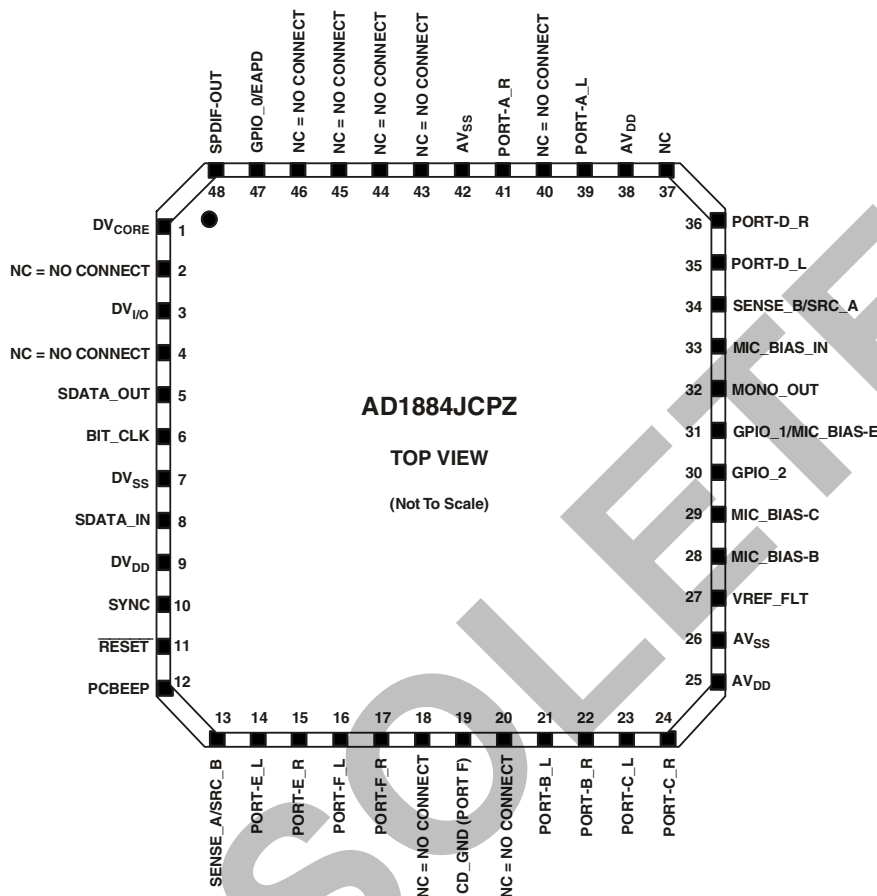 SPDIF-OUT
GPIO_0/EAPD
NC = NO CONNECT
NC = NO CONNECT
NC = NO CONNECT
NC = NO CONNECT
AVSS
PORT-A_R
NC = NO CONNECT
PORT-A_L
AVDD
NC
48
47
46
45
44
43
42
41
40
39
38
37
DVCORE 1
NC = NO CONNECT 2
DVI/O 3
NC = NO CONNECT 4
SDATA_OUT 5
BIT_CLK 6
DVSS 7
SDATA_IN 8
DVDD 9
SYNC 10
RESET 11
PCBEEP 12
AD1884JCPZ
TOP VIEW
(Not To Scale)
36 PORT-D_R
35 PORT-D_L
34 SENSE_B/SRC_A
33 MIC_BIAS_IN
32 MONO_OUT
31 GPIO_1/MIC_BIAS-E
30 GPIO_2
29 MIC_BIAS-C
28 MIC_BIAS-B
27 VREF_FLT
26 AVSS
25 AVDD
13
14
15
16
17
18
19
20
21
22
23
24
SENSE_A/SRC_B
PORT-E_L
PORT-E_R
PORT-F_L
PORT-F_R
NC = NO CONNECT
CD_GND (PORT F)
NC = NO CONNECT
PORT-B_L
PORT-B_R
PORT-C_L
PORT-C_R
SOLETE